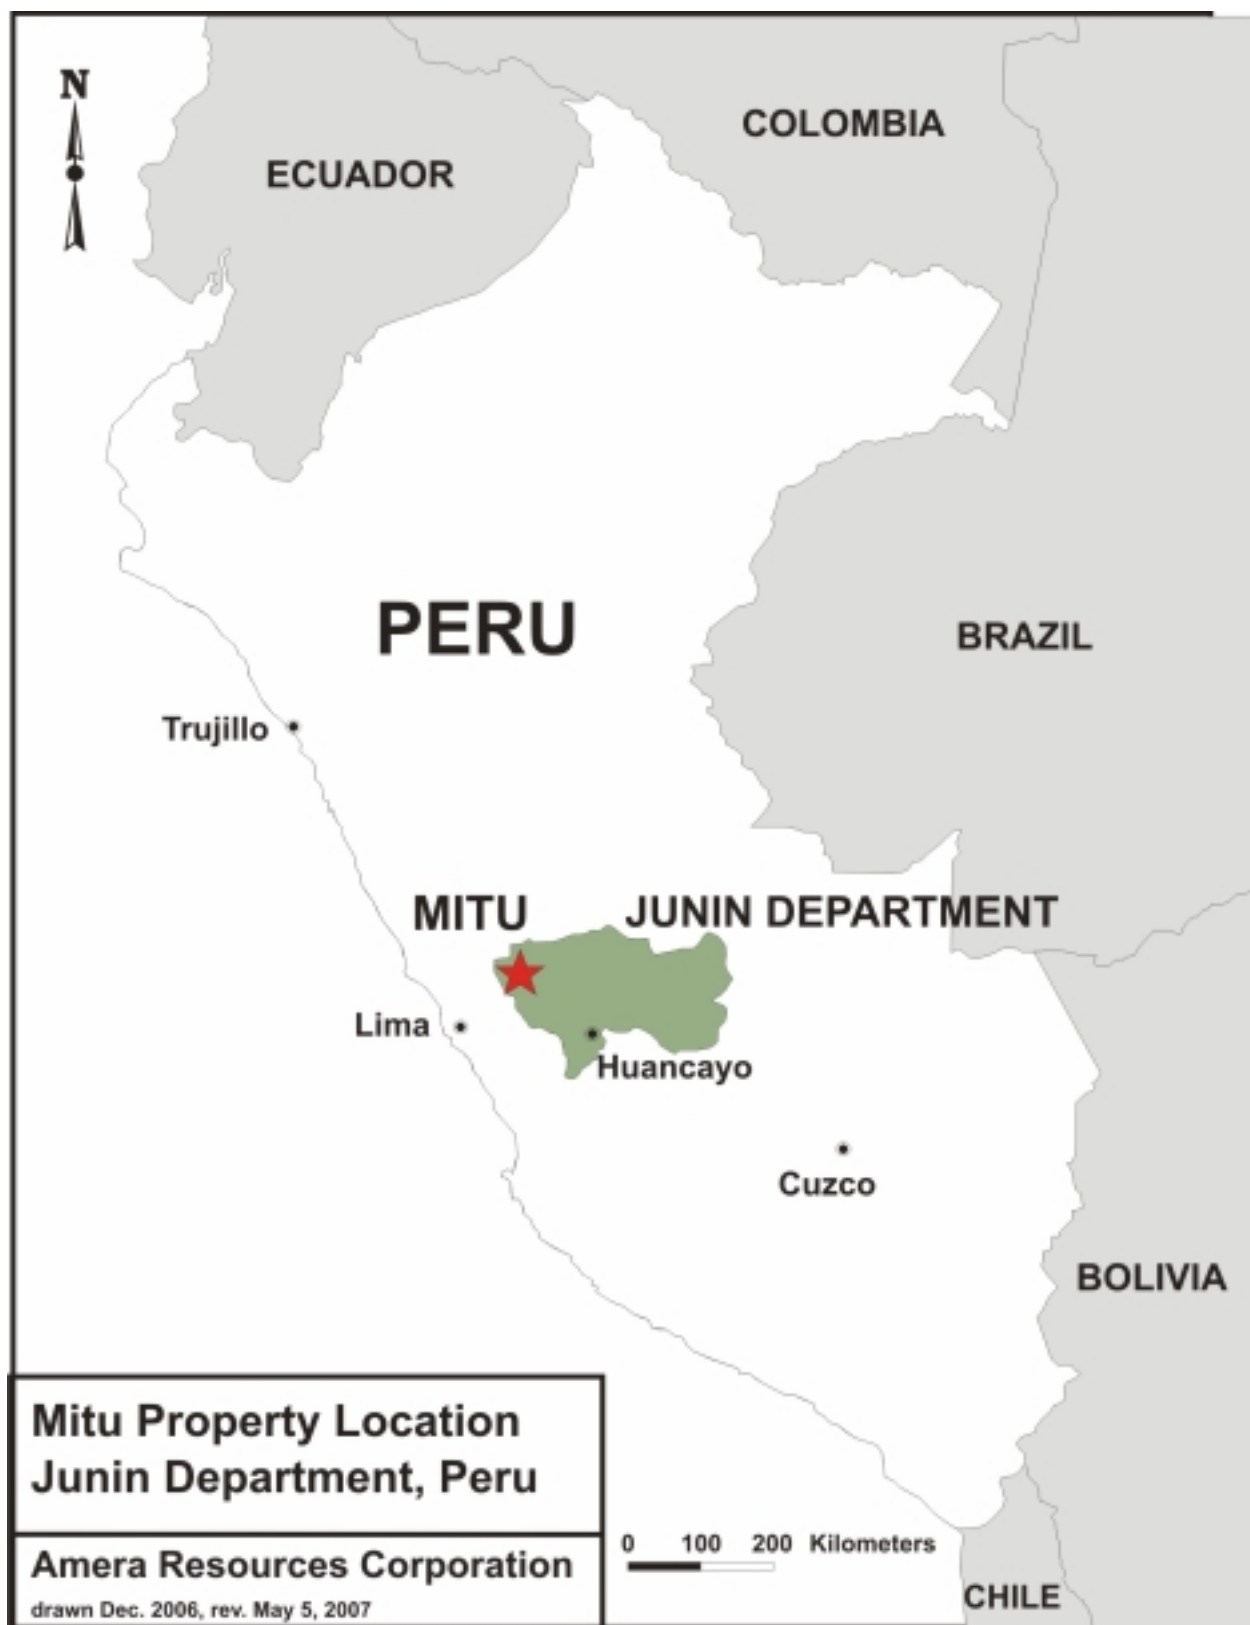 N
COLOMBIA
ECUADOR
PERU
BRAZIL
Trujillo
MITU
JUNIN DEPARTMENT
Lima
Huancayo
Cuzco
BOLIVIA
Mitu Property Location
Junin Department, Peru
0 100 200 Kilometers
Amera Resources Corporation
CHILE
drawn Dec. 2006, rev. May 5, 2007